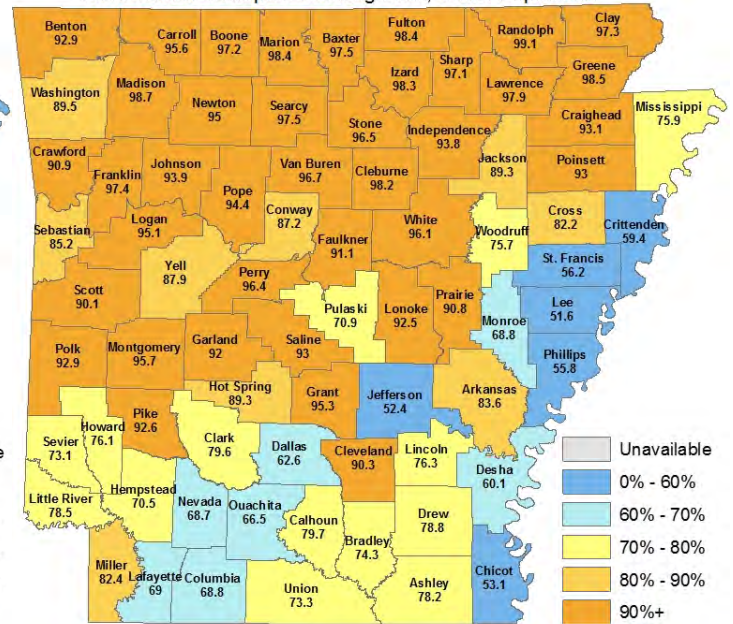 Benton
92.9
Carroll
95.6
Boone
97.2
Marion
98.4
Baxter
97.5
Fulton
98.4
Randolph
99.1
Clay
97.3
Washington
89.5
Madison
98.7
Newton
95
Searcy
97.5
Stone
96.5
Izard
98.3
Sharp
97.1
Lawrence
97.9
Greene
98.5
Independence
93.8
Craighead
93.1
Mississippi
75.9
Crawford
90.9
Franklin
97.4
Johnson
93.9
Pope
94.4
Van Buren
96.7
Cleburne
98.2
Jackson
89.3
Poinsett
93
Sebastian
85.2
Logan
95.1
Conway
87.2
Faulkner
91.1
White
96.1
Woodruff
75.7
Cross
82.2
Crittenden
59.4
St. Francis
56.2
Scott
90.1
Yell
87.9
Perry
96.4
Pulaski
70.9
Lonoke
92.5
Prairie
90.8
Monroe
68.8
Lee
51.6
Phillips
55.8
Polk
92.9
Montgomery
95.7
Garland
92
Saline
93
Hot Spring
89.3
Grant
95.3
Jefferson
52.4
Arkansas
83.6
Sevier
73.1
Howard
76.1
Pike
92.6
Clark
79.6
Dallas
62.6
Cleveland
90.3
Lincoln
76.3
Desha
60.1
Little River
78.5
Hempstead
70.5
Nevada
68.7
Ouachita
66.5
Calhoun
79.7
Bradley
74.3
Drew
78.8
Miller
82.4
Lafayette
69
Columbia
68.8
Union
73.3
Ashley
78.2
Chicot
53.1
Unavailable
0% - 60%
60% - 70%
70% - 80%
80% - 90%
90%+